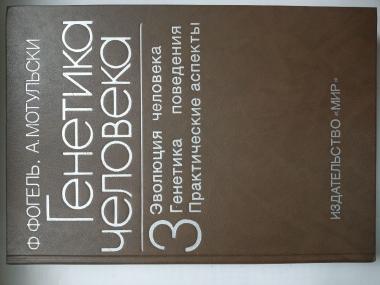 Ф. ФОГЕЛЬ, А. МОТУЛЬСКИ
Генетика
человека
3
Эволюция человека
Генетика поведения
Практические аспекты
ИЗДАТЕЛЬСТВО «МИР»